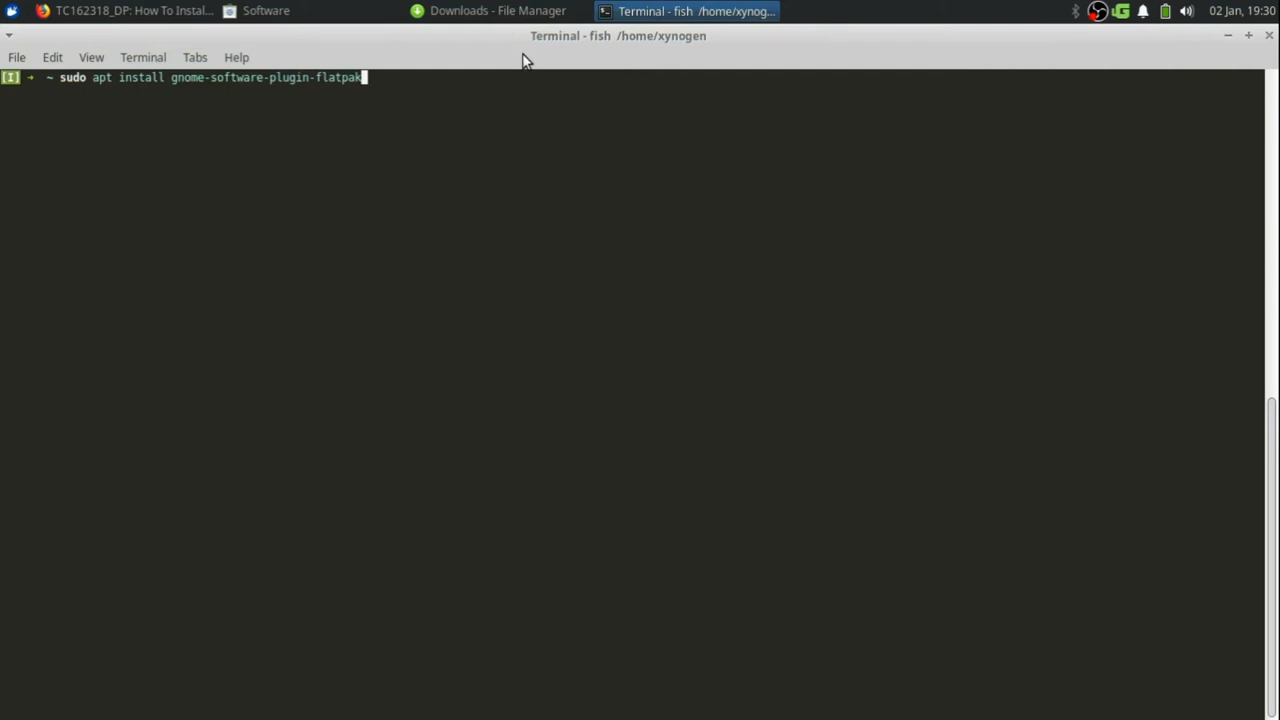 TC162318_DP: How To Instal... Software Downloads - File Manager Terminal - fish /home/xynog... 02 Jan, 19:30
Terminal - fish /home/xynogen
File Edit View Terminal Tabs Help
[I] → ~ sudo apt install gnome-software-plugin-flatpak